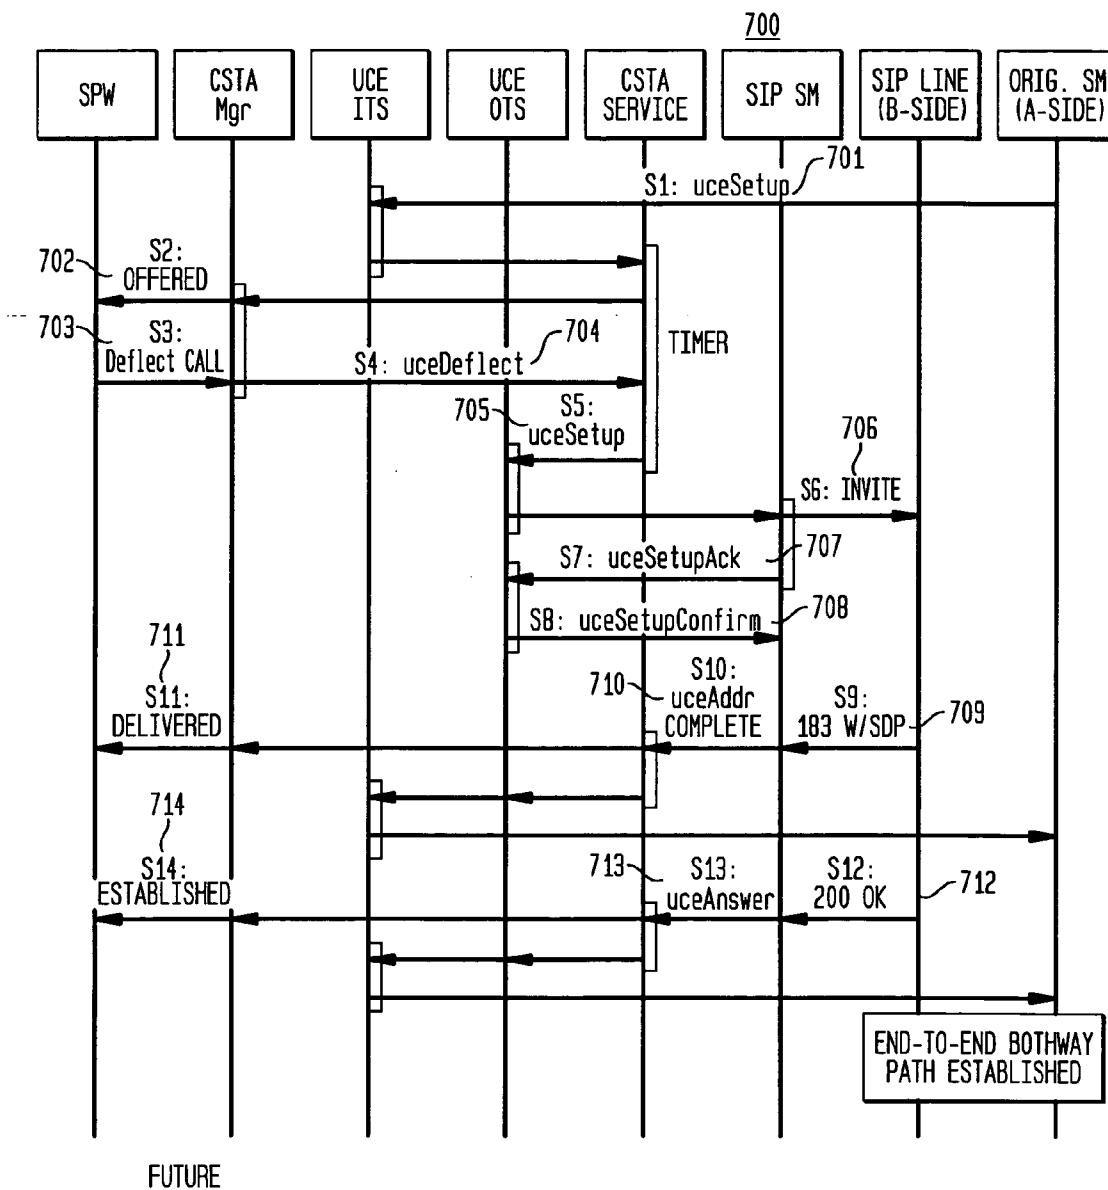 700
SPW
CSTA
Mgr
UCE
ITS
UCE
OTS
CSTA
SERVICE
SIP SM
SIP LINE
(B-SIDE)
ORIG. SM
(A-SIDE)
701
S1: uceSetup
702
S2:
OFFERED
703
S3:
Deflect CALL
704
S4: uceDeflect
TIMER
705
S5:
uceSetup
706
S6: INVITE
S7: uceSetupAck
707
S8: uceSetupConfirm
708
711
S11:
DELIVERED
710
S10:
uceAddr
COMPLETE
S9:
183 W/SDP
709
714
S14:
ESTABLISHED
713
S13:
uceAnswer
S12:
200 OK
712
END-TO-END BOTHWAY
PATH ESTABLISHED
FUTURE